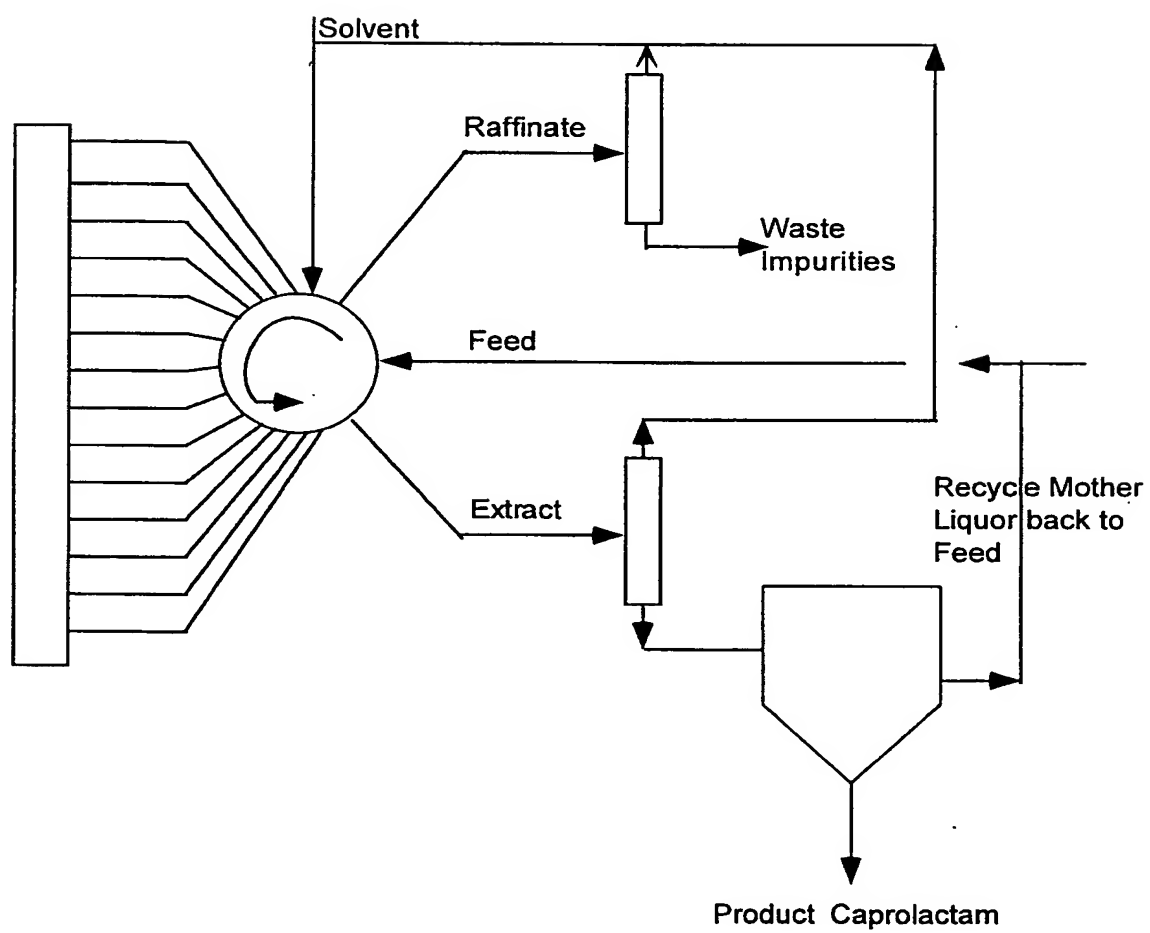 Solvent
Raffinate
Waste
Impurities
Feed
Extract
Recycle Mother
Liquor back to
Feed
Product Caprolactam